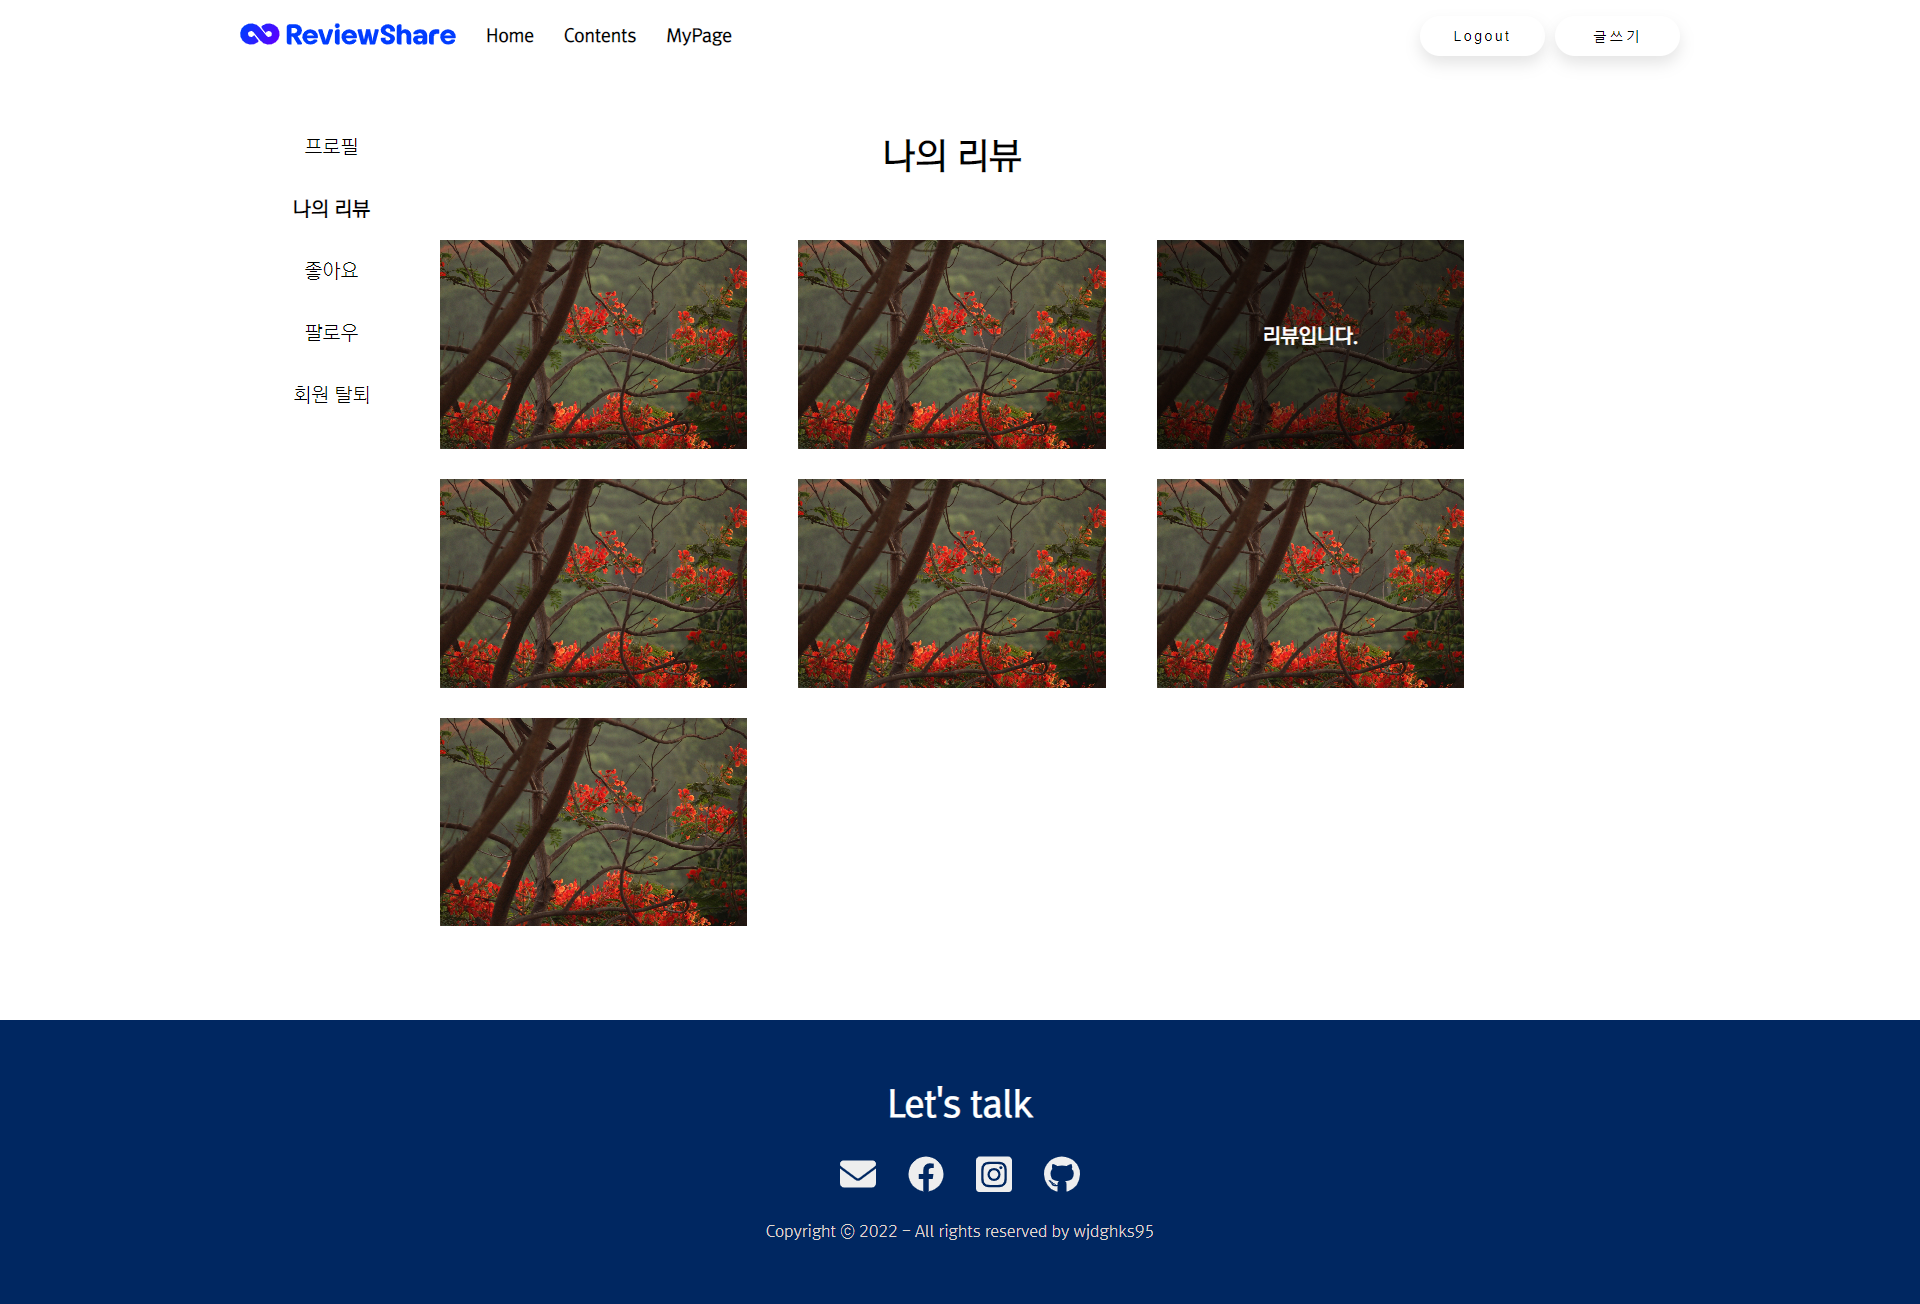 ReviewShare Home Contents MyPage Logout 글쓰기
프로필
나의 리뷰
좋아요
팔로우
회원 탈퇴
나의 리뷰
리뷰입니다.
Let's talk
Copyright ⓒ 2022 – All rights reserved by wjdghks95